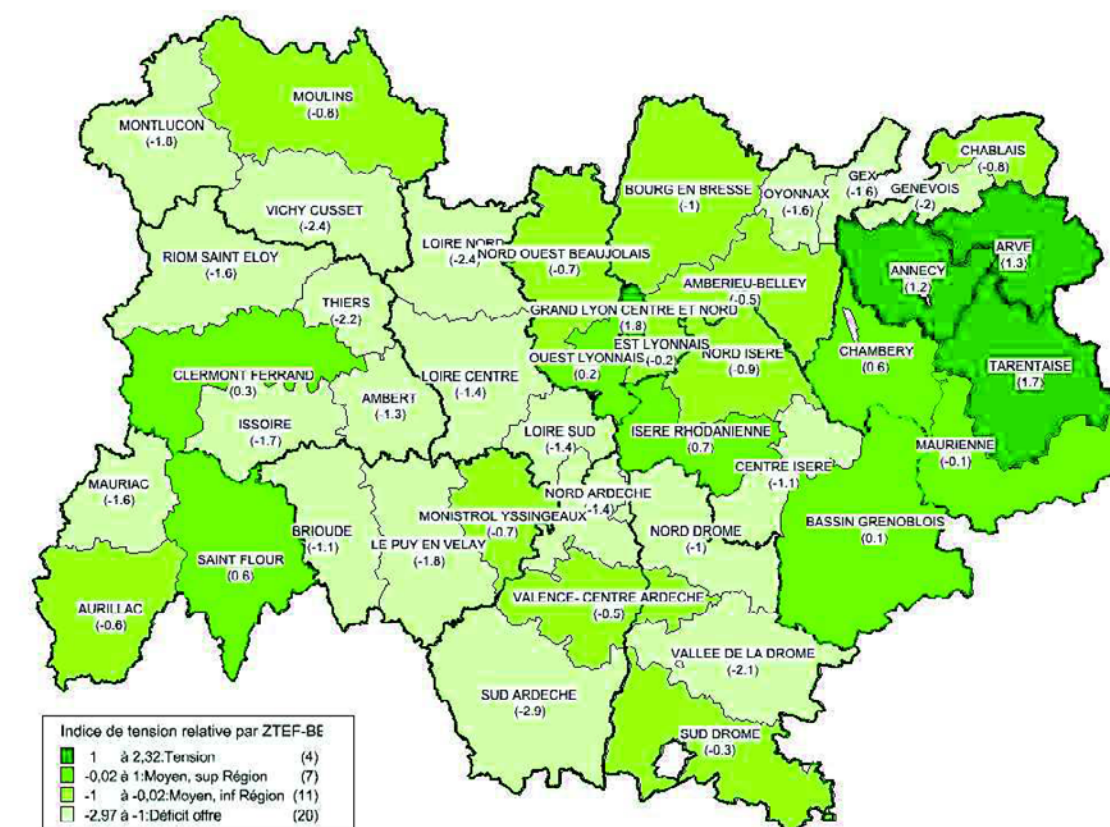 MOULINS
(-0.8)
MONTLUCON
(-1.8)
CHABLAIS
(-0.8)
GEX
(-1.6)
GENEVOIS
(-2)
BOURG EN BRESSE
(-1)
OYONNAX
(-1.6)
VICHY CUSSET
(-2.4)
LOIRE NORD
(-2.4)
NORD OUEST BEAUJOLAIS
(-0.7)
ARVE
(1.3)
ANNECY
(1.2)
RIOM SAINT ELOY
(-1.6)
AMBERIEU-BELLEY
(-0.5)
THIERS
(-2.2)
GRAND LYON CENTRE ET NORD
(1.8)
EST LYONNAIS
(-0.2)
OUEST LYONNAIS
(0.2)
NORD ISERE
(-0.9)
CHAMBERY
(0.6)
TARENTAISE
(1.7)
CLERMONT FERRAND
(0.3)
LOIRE CENTRE
(-1.4)
AMBERT
(-1.3)
ISSOIRE
(-1.7)
LOIRE SUD
(-1.4)
ISERE RHODANIENNE
(0.7)
MAURIENNE
(-0.1)
CENTRE ISERE
(-1.1)
MAURIAC
(-1.6)
NORD ARDECHE
(-1.4)
MONISTROL YSSINGEAUX
(-0.7)
BRIOUDE
(-1.1)
LE PUY EN VELAY
(-1.8)
NORD DROME
(-1)
BASSIN GRENOBLOIS
(0.1)
SAINT FLOUR
(0.6)
AURILLAC
(-0.6)
VALENCE- CENTRE ARDECHE
(-0.5)
VALLEE DE LA DROME
(-2.1)
SUD ARDECHE
(-2.9)
SUD DROME
(-0.3)
Indice de tension relative par ZTEF-BE
1 à 2,32:Tension (4)
-0,02 à 1:Moyen, sup Région (7)
-1 à -0,02:Moyen, inf Région (11)
-2,97 à -1:Déficit offre (20)